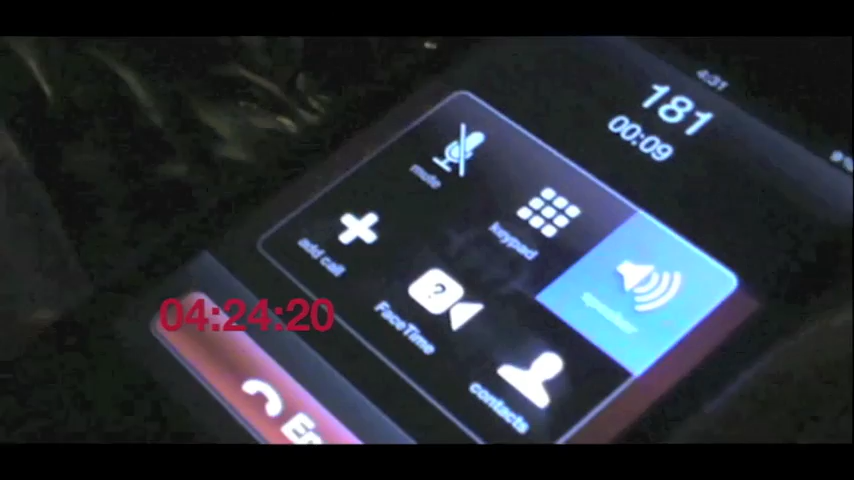 4:31
181
00:09
mute
keypad
speaker
add call
FaceTime
contacts
04:24:20